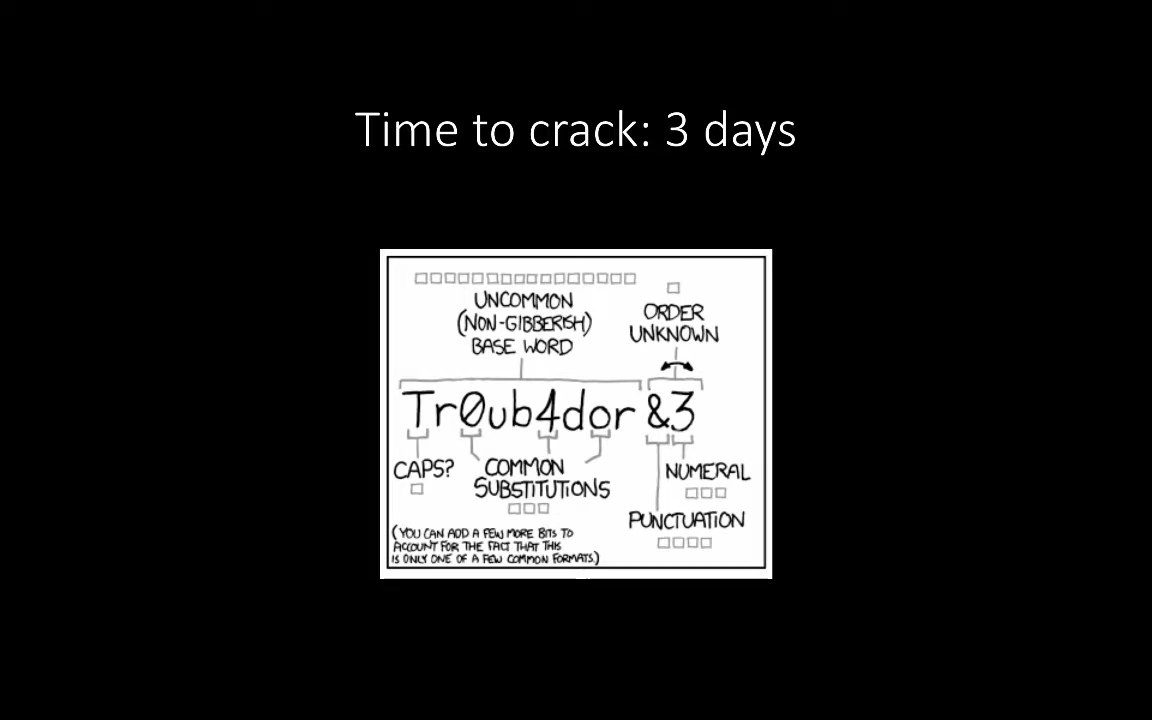 Time to crack: 3 days
UNCOMMON
(NON-GIBBERISH)
BASE WORD
ORDER
UNKNOWN
Tr0ub4dor &3
CAPS?
COMMON
SUBSTITUTIONS
NUMERAL
PUNCTUATION
(YOU CAN ADD A FEW MORE BITS TO
ACCOUNT FOR THE FACT THAT THIS
IS ONLY ONE OF A FEW COMMON FORMATS.)